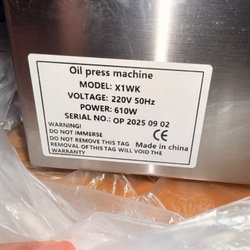 Oil press machine
MODEL: X1WK
VOLTAGE: 220V 50Hz
POWER: 610W
SERIAL NO.: OP 2025 09 02
WARNING:
DO NOT IMMERSE
DO NOT REMOVE THIS TAG
REMOVAL OF THIS TAG WILL VOID THE
WARRANTY
CE
Made in china